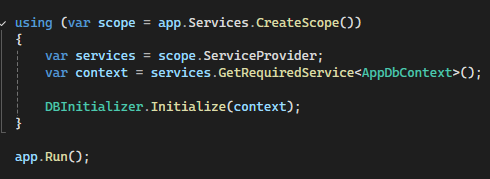 using (var scope = app.Services.CreateScope())
{
    var services = scope.ServiceProvider;
    var context = services.GetRequiredService<AppDbContext>();

    DBInitializer.Initialize(context);
}

app.Run();